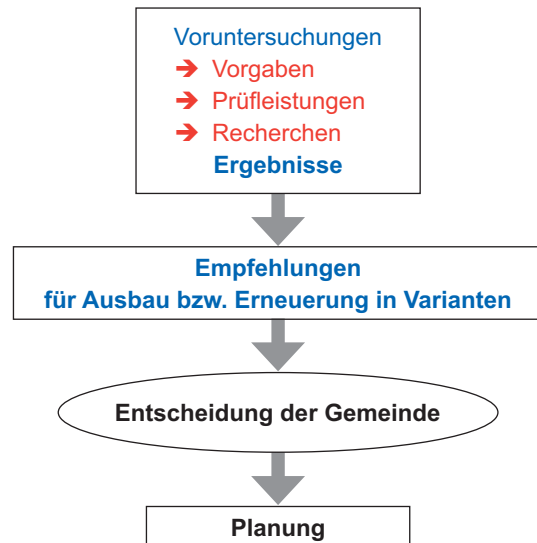 Voruntersuchungen
➔ Vorgaben
➔ Prüfleistungen
➔ Recherchen
Ergebnisse
Empfehlungen
für Ausbau bzw. Erneuerung in Varianten
Entscheidung der Gemeinde
Planung